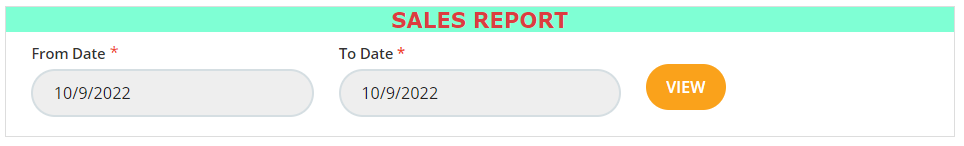 SALES REPORT
From Date * To Date *
10/9/2022 10/9/2022 VIEW